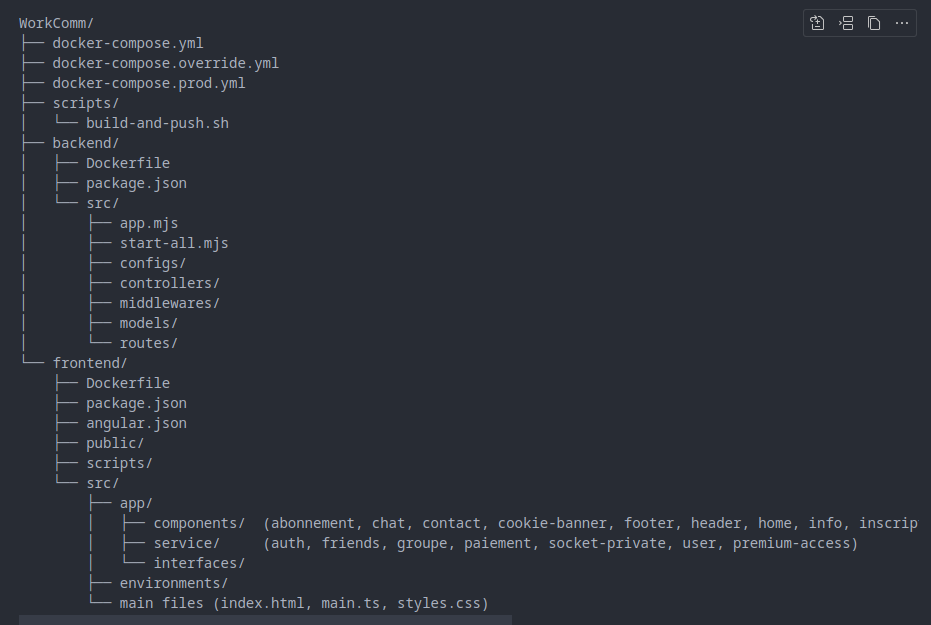 WorkComm/
├── docker-compose.yml
├── docker-compose.override.yml
├── docker-compose.prod.yml
├── scripts/
│   └── build-and-push.sh
├── backend/
│   ├── Dockerfile
│   ├── package.json
│   └── src/
│       ├── app.mjs
│       ├── start-all.mjs
│       ├── configs/
│       ├── controllers/
│       ├── middlewares/
│       ├── models/
│       └── routes/
└── frontend/
    ├── Dockerfile
    ├── package.json
    ├── angular.json
    ├── public/
    ├── scripts/
    └── src/
        ├── app/
        │   ├── components/  (abonnement, chat, contact, cookie-banner, footer, header, home, info, inscrip
        │   ├── service/     (auth, friends, groupe, paiement, socket-private, user, premium-access)
        │   └── interfaces/
        ├── environments/
        └── main files (index.html, main.ts, styles.css)